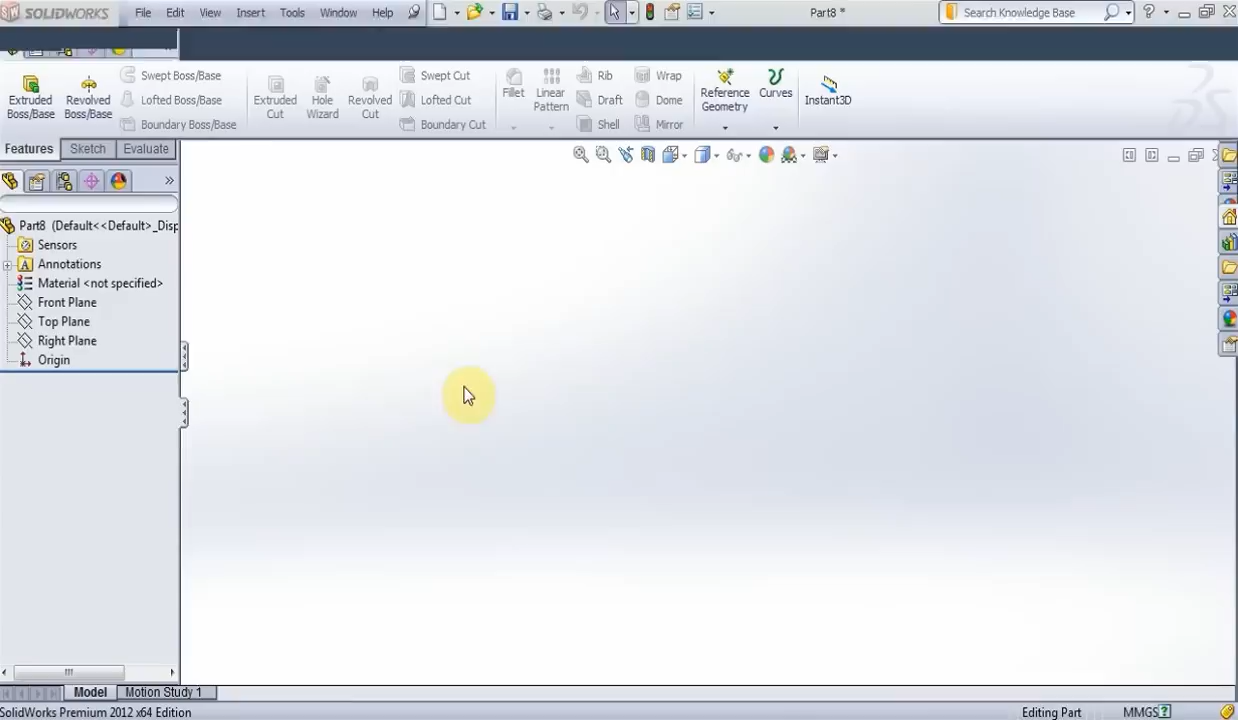 SOLIDWORKS File Edit View Insert Tools Window Help Part8 * Search Knowledge Base ?
Extruded Boss/Base
Revolved Boss/Base
Swept Boss/Base
Lofted Boss/Base
Boundary Boss/Base
Extruded Cut
Hole Wizard
Revolved Cut
Swept Cut
Lofted Cut
Boundary Cut
Fillet
Linear Pattern
Rib
Draft
Shell
Wrap
Dome
Mirror
Reference Geometry
Curves
Instant3D
Features Sketch Evaluate
Part8 (Default<<Default>_Disp
Sensors
Annotations
Material <not specified>
Front Plane
Top Plane
Right Plane
Origin
Model Motion Study 1
SolidWorks Premium 2012 x64 Edition Editing Part MMGS ?